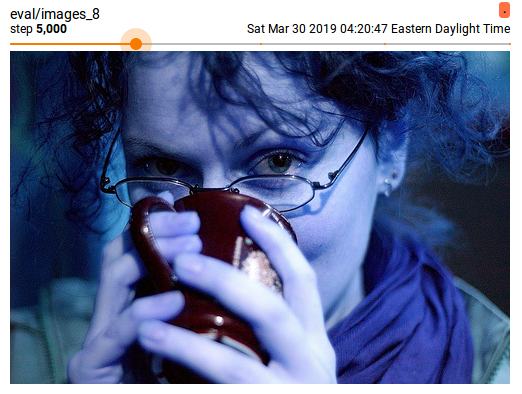 eval/images_8
step 5,000
Sat Mar 30 2019 04:20:47 Eastern Daylight Time